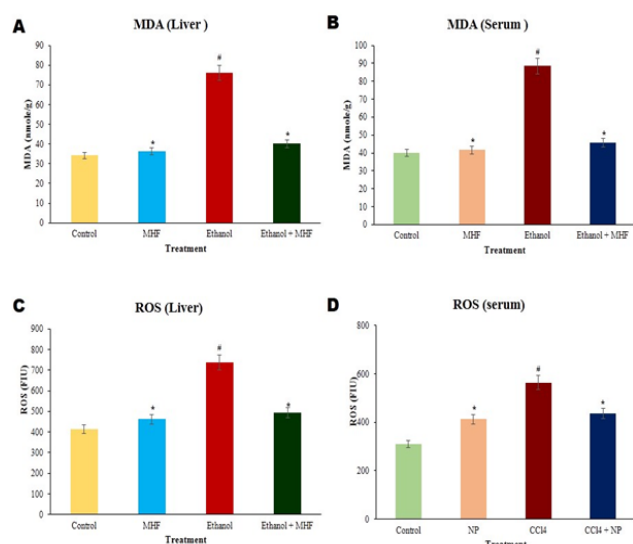 A
MDA (Liver )
MDA (nmole/g)
90
80
70
60
50
40
30
20
10
0
*
#
*
Control
MHF
Ethanol
Ethanol + MHF
Treatment
B
MDA (Serum )
MDA (nmole/g)
100
90
80
70
60
50
40
30
20
10
0
*
#
*
Control
MHF
Ethanol
Ethanol + MHF
Treatment
C
ROS (Liver)
ROS (FIU)
900
800
700
600
500
400
300
200
100
0
*
#
*
Control
MHF
Ethanol
Ethanol + MHF
Treatment
D
ROS (serum)
ROS (FIU)
800
600
400
200
0
*
#
*
Control
NP
CCl4
CCl4 + NP
Treatment